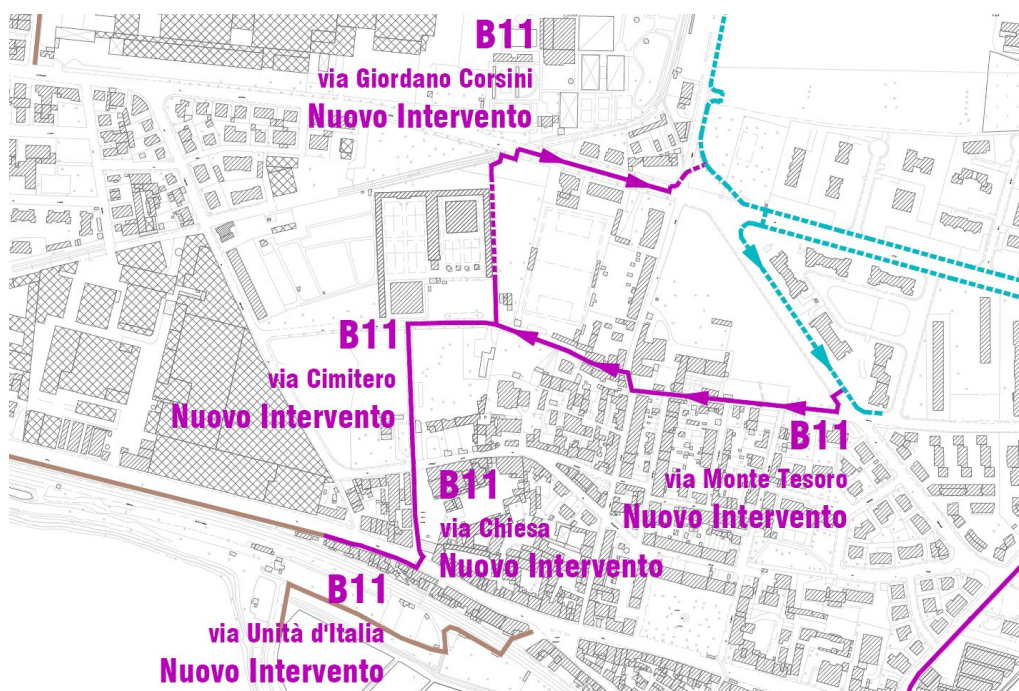 B11
via Giordano Corsini
Nuovo Intervento
B11
via Cimitero
Nuovo Intervento
B11
via Monte Tesoro
Nuovo Intervento
B11
via Chiesa
Nuovo Intervento
B11
via Unità d'Italia
Nuovo Intervento